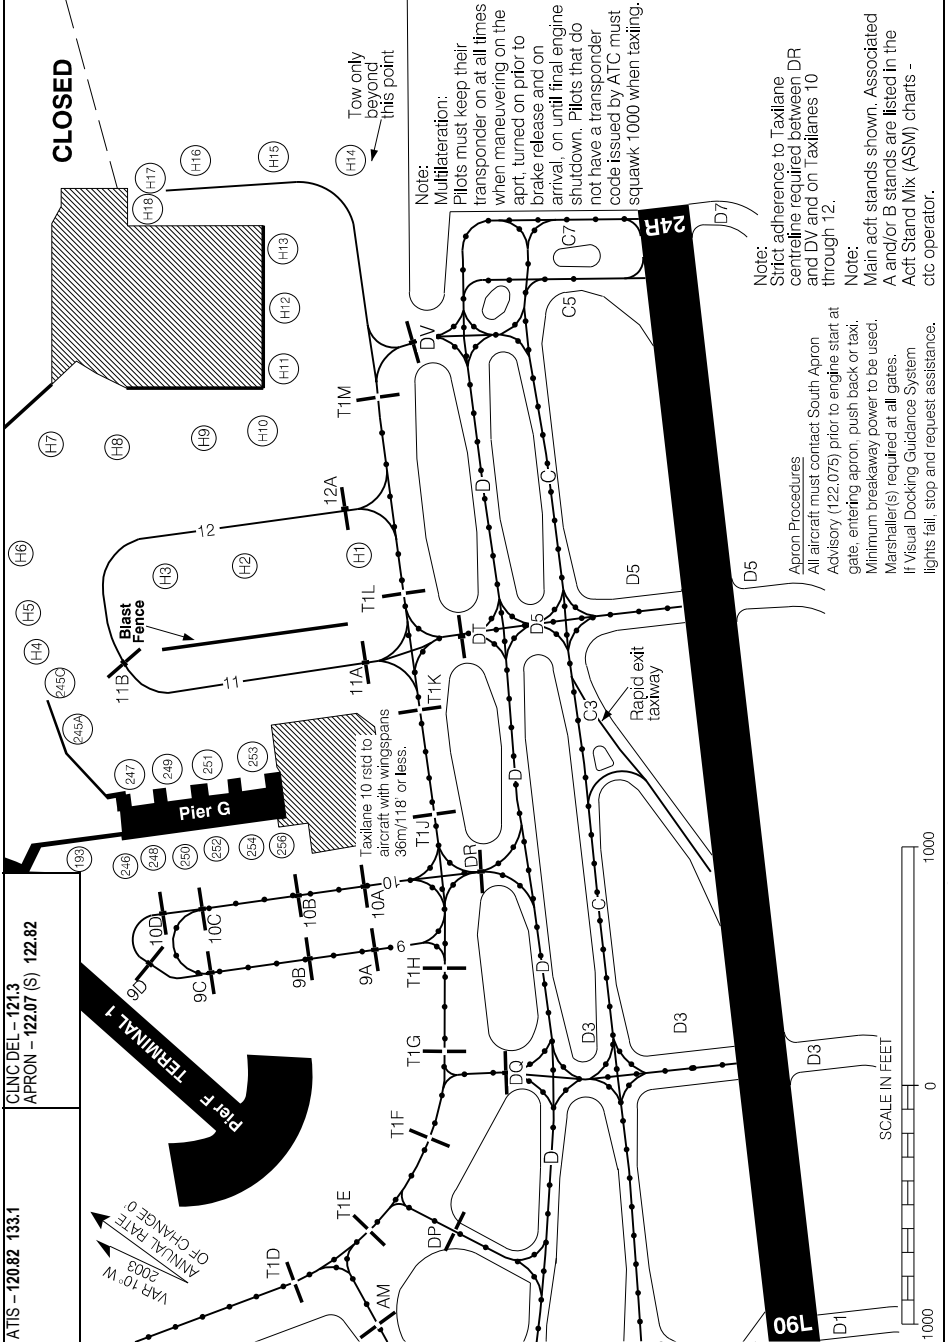 ATIS – 120.82 133.1
CLNC DEL – 121.3
APRON – 122.07 (S) 122.82
CLOSED
Tow only
beyond
this point
Note:
Multilateration:
Pilots must keep their
transponder on at all times
when maneuvering on the
aprt, turned on prior to
brake release and on
arrival, on until final engine
shutdown. Pilots that do
not have a transponder
code issued by ATC must
squawk 1000 when taxiing.
Note:
Strict adherence to Taxilane
centreline required between DR
and DV and on Taxilanes 10
through 12.
Note:
Main acft stands shown. Associated
A and/or B stands are listed in the
Acft Stand Mix (ASM) charts -
ctc operator.
Apron Procedures
All aircraft must contact South Apron
Advisory (122.075) prior to engine start at
gate, entering apron, push back or taxi.
Minimum breakaway power to be used.
Marshaller(s) required at all gates.
If Visual Docking Guidance System
lights fail, stop and request assistance.
Taxilane 10 rstd to
aircraft with wingspans
36m/118' or less.
Rapid exit
taxiway
Blast
Fence
VAR 10° W
2003
ANNUAL RATE
OF CHANGE 0'
TERMINAL 1
Pier F
Pier G
H18
H17
H16
H15
H14
H13
H12
H11
H10
H9
H8
H7
H6
H5
H4
H3
H2
H1
245C
245A
247
249
251
253
193
246
248
250
252
254
256
12
12A
11
11A
11B
10
10A
10B
10C
10D
9
9A
9B
9C
9D
T1D
T1E
T1F
T1G
T1H
T1J
T1K
T1L
T1M
AM
DP
DQ
DR
DT
DV
D
D
D
D
C
C
C3
C5
C7
D1
D3
D3
D3
D5
D5
D5
D7
24R
06L
SCALE IN FEET
1000
0
1000